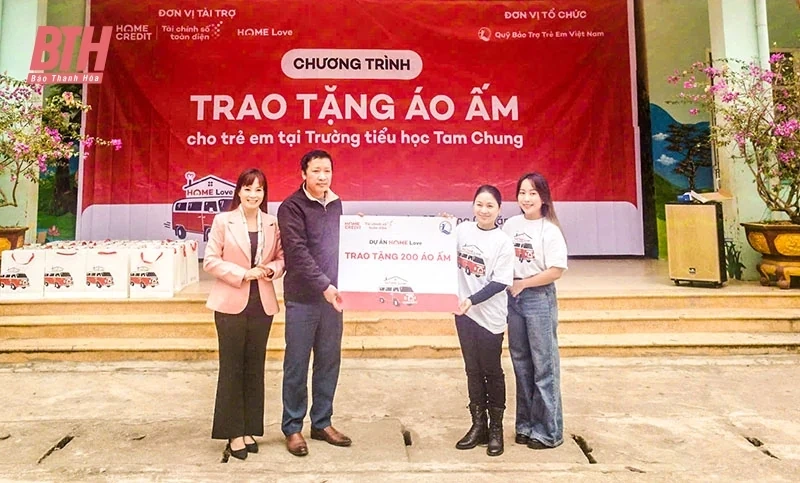 BTH
Báo Thanh Hóa
ĐƠN VỊ TÀI TRỢ
HOME CREDIT
Tài chính số toàn diện
HOME Love
ĐƠN VỊ TỔ CHỨC
Quỹ Bảo Trợ Trẻ Em Việt Nam
CHƯƠNG TRÌNH
TRAO TẶNG ÁO ẤM
cho trẻ em tại Trường tiểu học Tam Chung
HOME Love
HOME CREDIT
DỰ ÁN HOME Love
TRAO TẶNG 200 ÁO ẤM